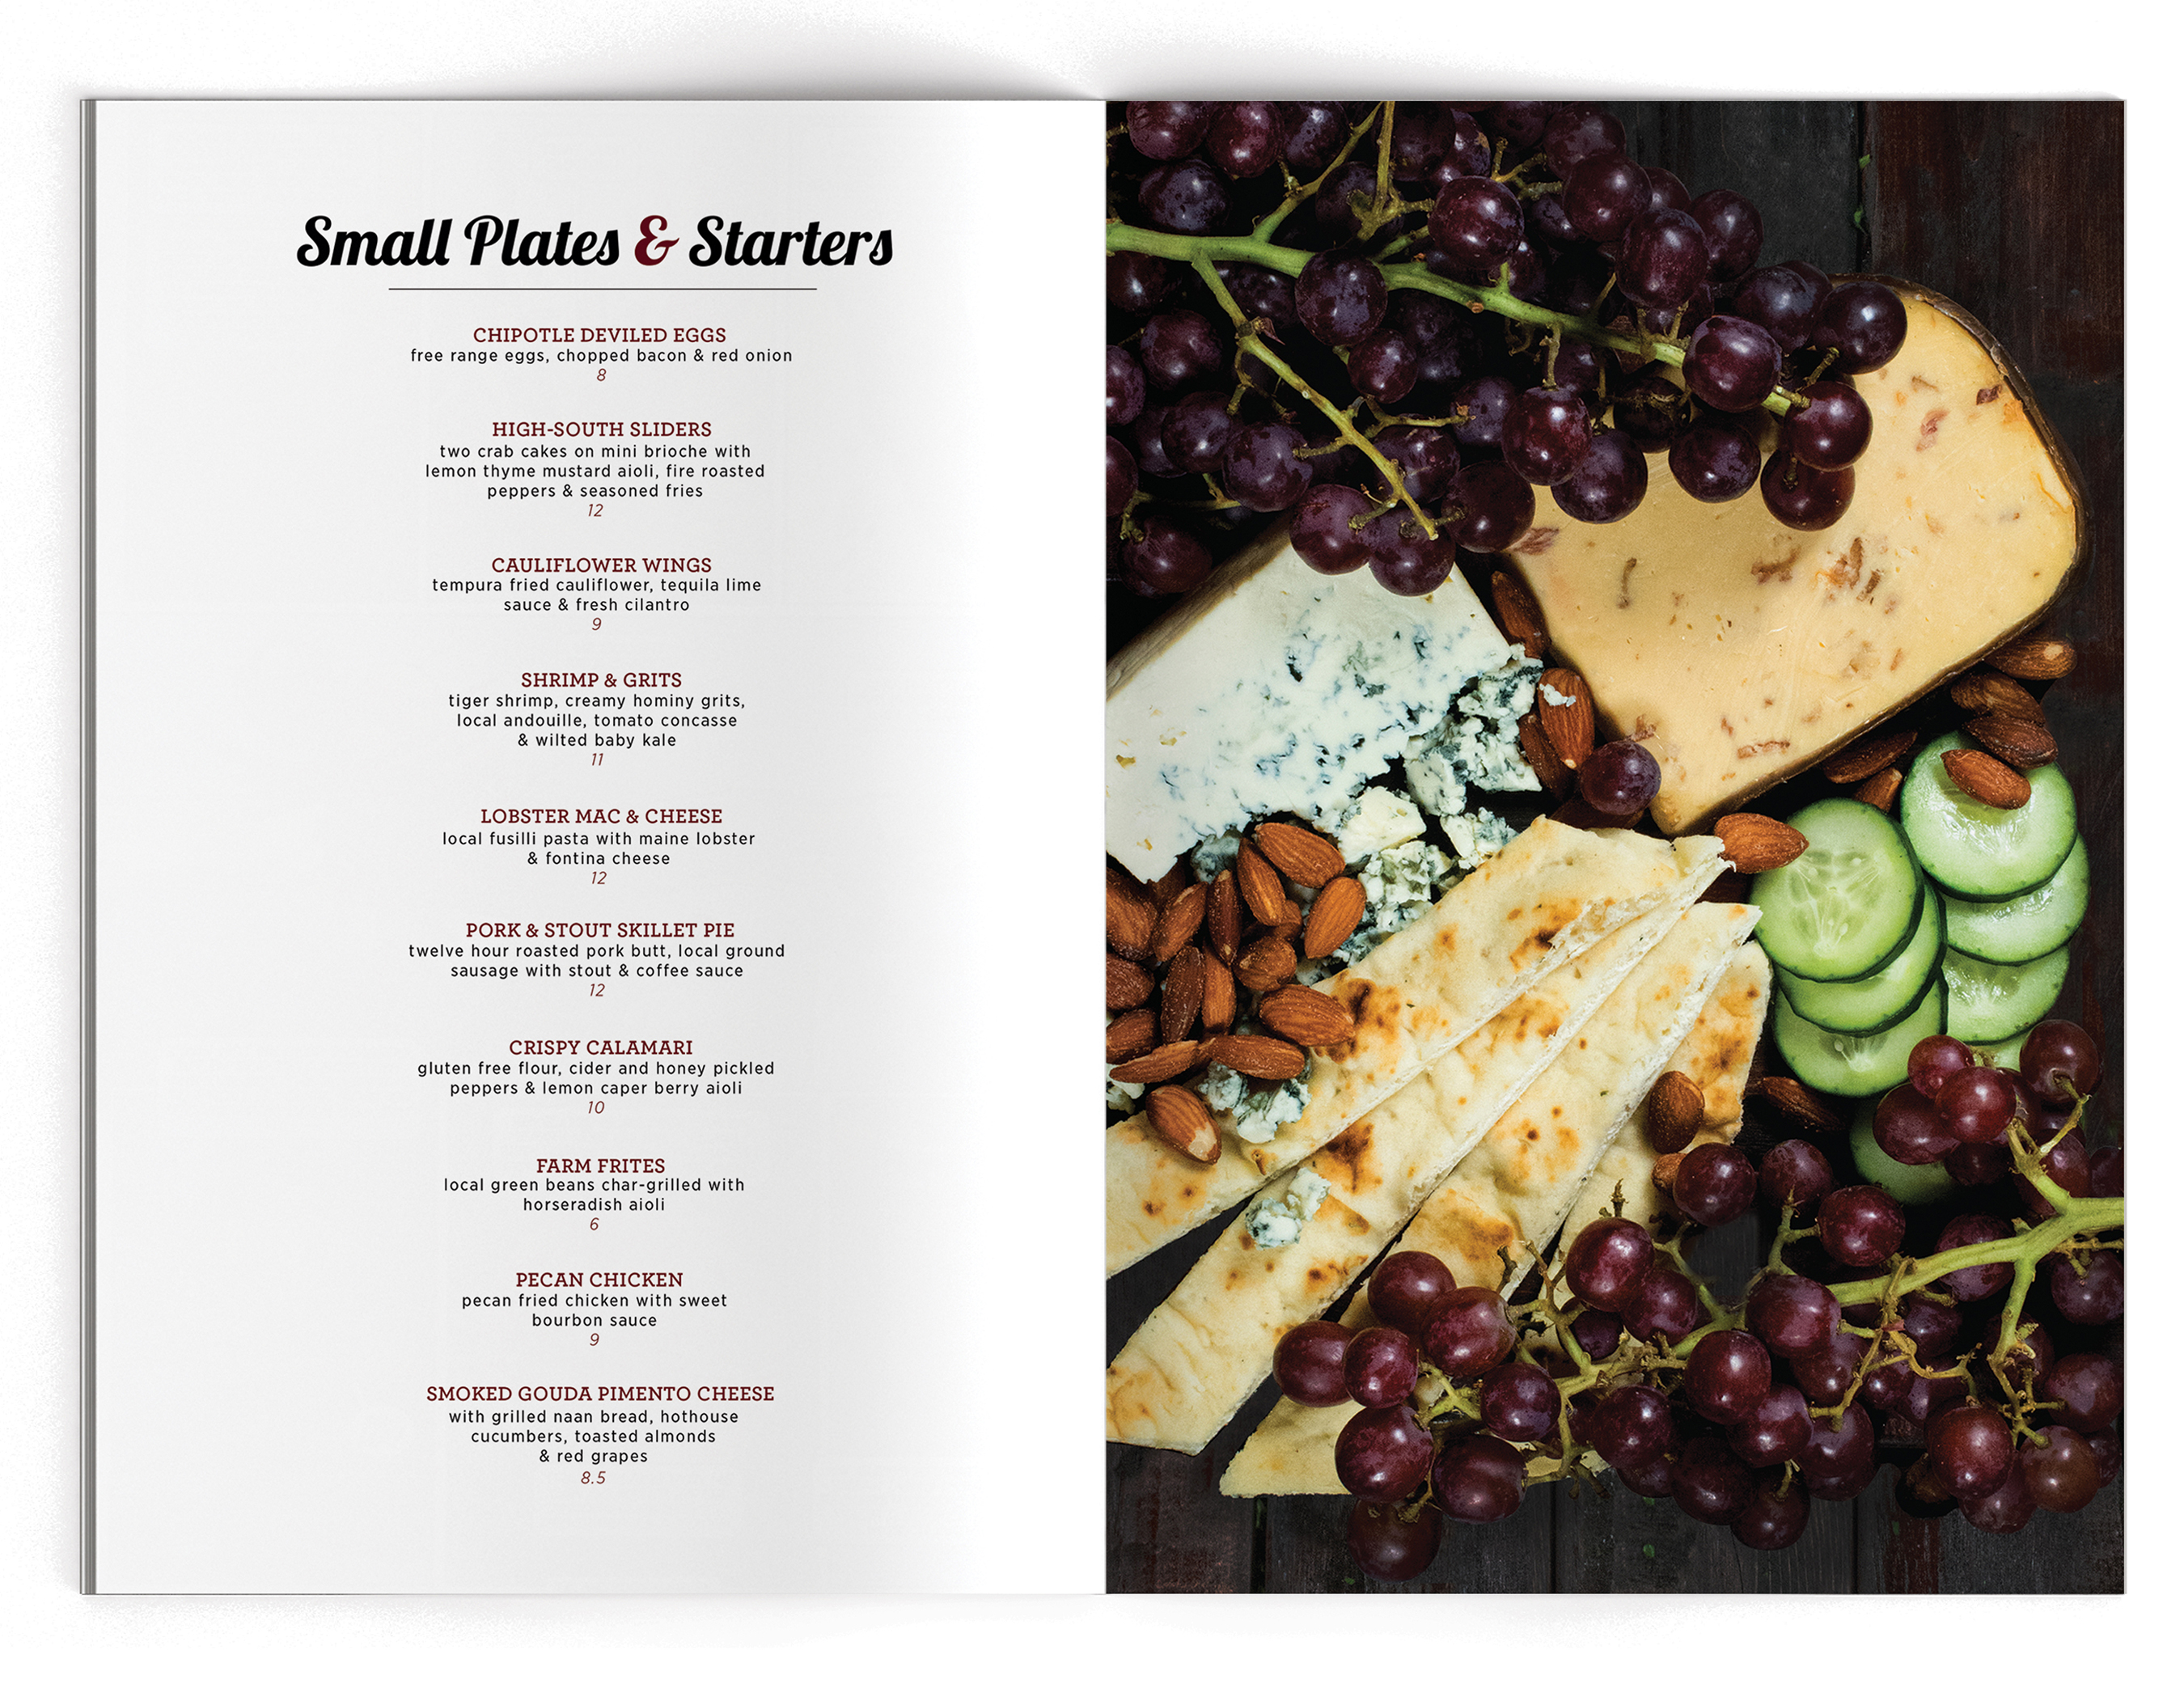 Small Plates & Starters
CHIPOTLE DEVILED EGGS
free range eggs, chopped bacon & red onion
8
HIGH-SOUTH SLIDERS
two crab cakes on mini brioche with
lemon thyme mustard aioli, fire roasted
peppers & seasoned fries
12
CAULIFLOWER WINGS
tempura fried cauliflower, tequila lime
sauce & fresh cilantro
9
SHRIMP & GRITS
tiger shrimp, creamy hominy grits,
local andouille, tomato concasse
& wilted baby kale
11
LOBSTER MAC & CHEESE
local fusilli pasta with maine lobster
& fontina cheese
12
PORK & STOUT SKILLET PIE
twelve hour roasted pork butt, local ground
sausage with stout & coffee sauce
12
CRISPY CALAMARI
gluten free flour, cider and honey pickled
peppers & lemon caper berry aioli
10
FARM FRITES
local green beans char-grilled with
horseradish aioli
6
PECAN CHICKEN
pecan fried chicken with sweet
bourbon sauce
9
SMOKED GOUDA PIMENTO CHEESE
with grilled naan bread, hothouse
cucumbers, toasted almonds
& red grapes
8.5